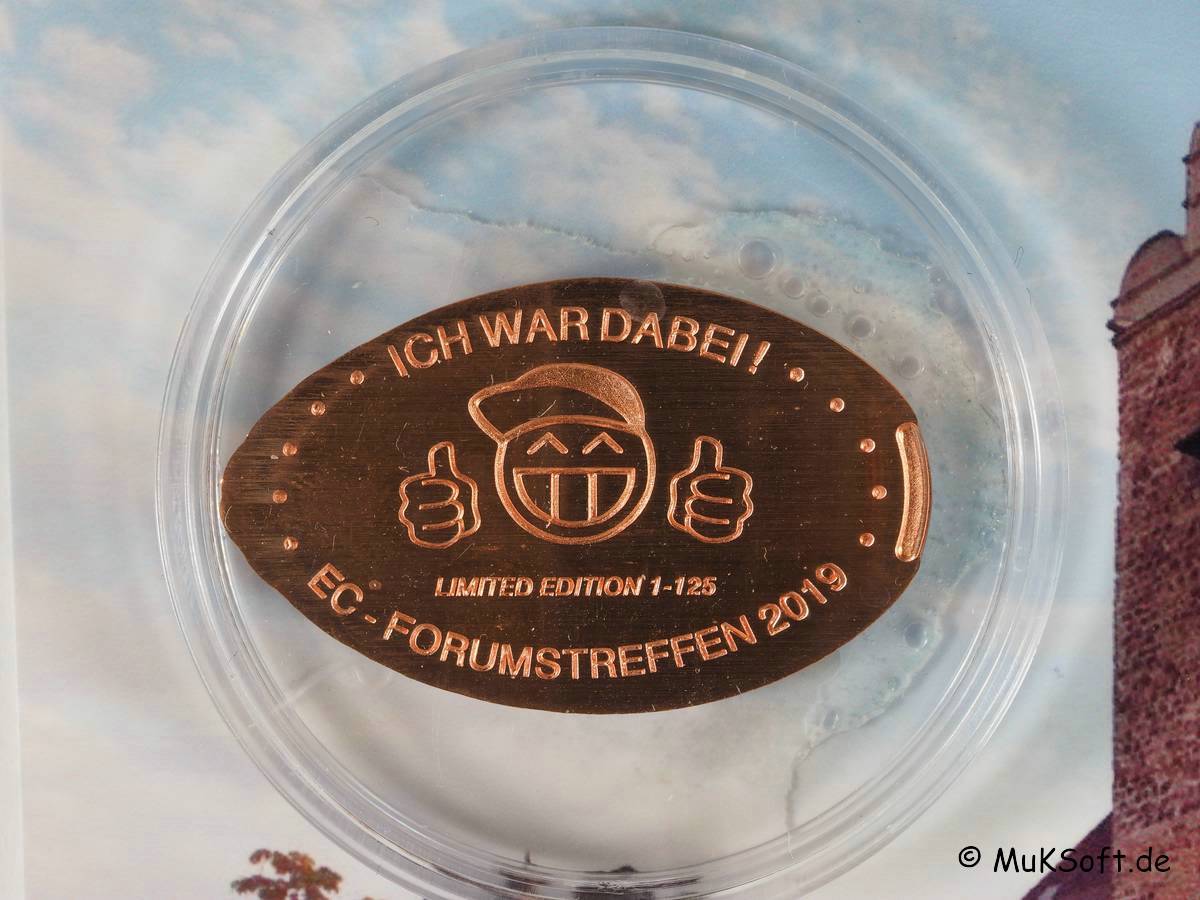 ICH WAR DABEI!
LIMITED EDITION 1-125
EC - FORUMSTREFFEN 2019
© MuKSoft.de